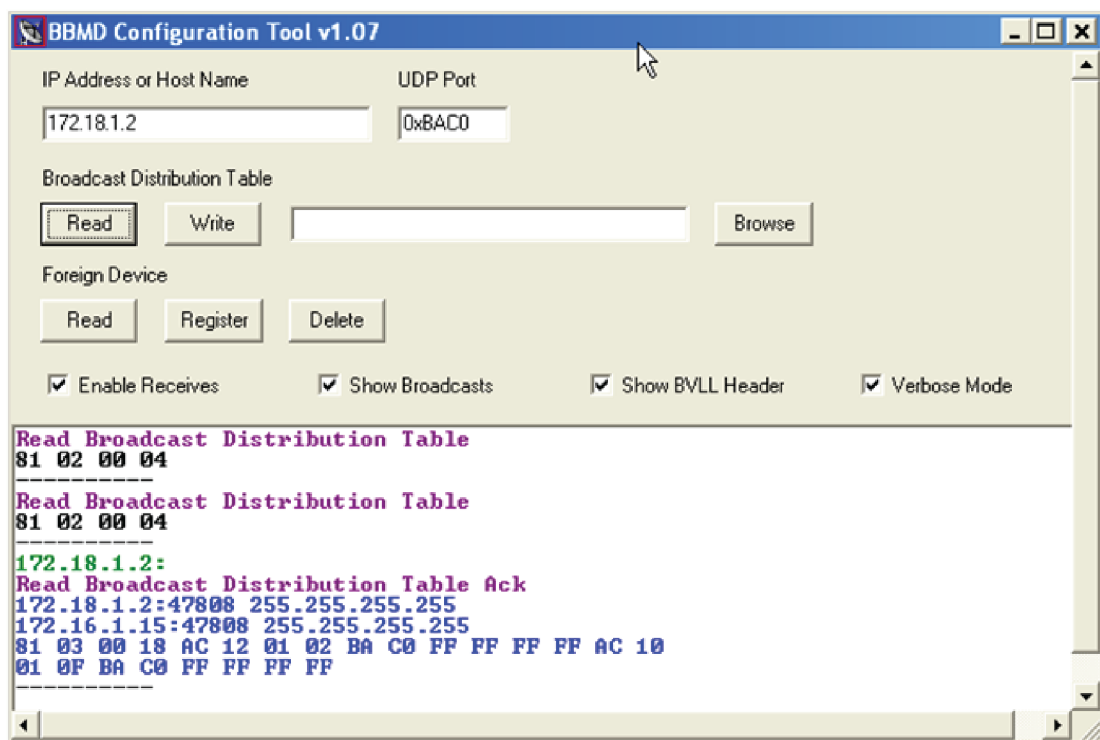 BBMD Configuration Tool v1.07
IP Address or Host Name UDP Port
172.18.1.2 0xBAC0
Broadcast Distribution Table
Read Write Browse
Foreign Device
Read Register Delete
Enable Receives Show Broadcasts Show BVLL Header Verbose Mode
Read Broadcast Distribution Table
81 02 00 04
----------
Read Broadcast Distribution Table
81 02 00 04
----------
172.18.1.2:
Read Broadcast Distribution Table Ack
172.18.1.2:47808 255.255.255.255
172.16.1.15:47808 255.255.255.255
81 03 00 18 AC 12 01 02 BA C0 FF FF FF FF AC 10
01 0F BA C0 FF FF FF FF
----------